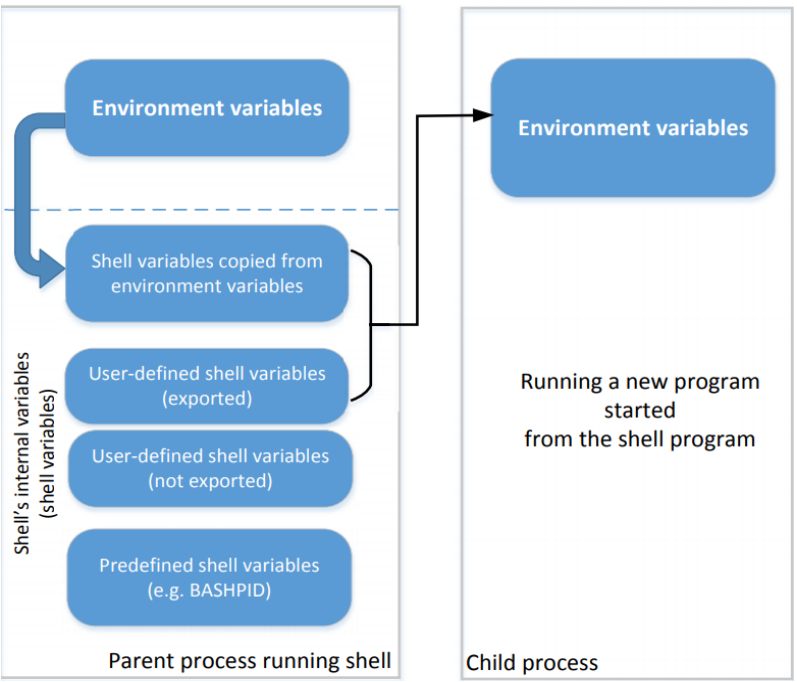 Environment variables
Shell variables copied from
environment variables
User-defined shell variables
(exported)
User-defined shell variables
(not exported)
Predefined shell variables
(e.g. BASHPID)
Shell’s internal variables
(shell variables)
Parent process running shell
Environment variables
Running a new program
started
from the shell program
Child process